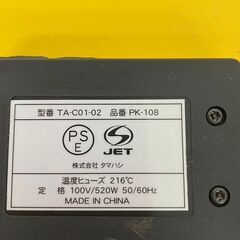 型番 TA-C01-02 品番 PK-108
PS
E
S
JET
株式会社 タマハシ
温度ヒューズ 216℃
定 格 100V/520W 50/60Hz
MADE IN CHINA